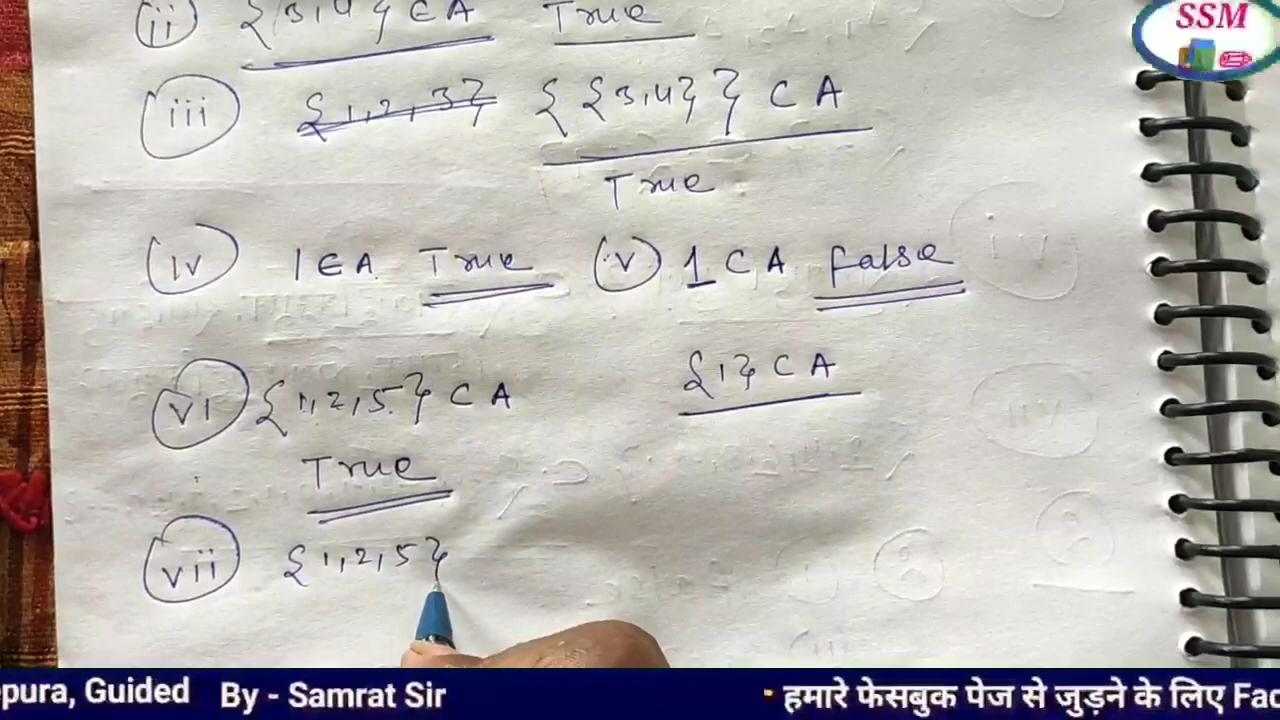 (ii) {3,4} ∈ A True
SSM
(iii) {1,2,3} {{3,4}} ⊂ A
True
(iv) 1 ∈ A True (v) 1 ⊂ A False
{1} ⊂ A
(vi) {1,2,5} ⊂ A
True
(vii) {1,2,5}
pura, Guided By - Samrat Sir
हमारे फेसबुक पेज से जुड़ने के लिए Fac